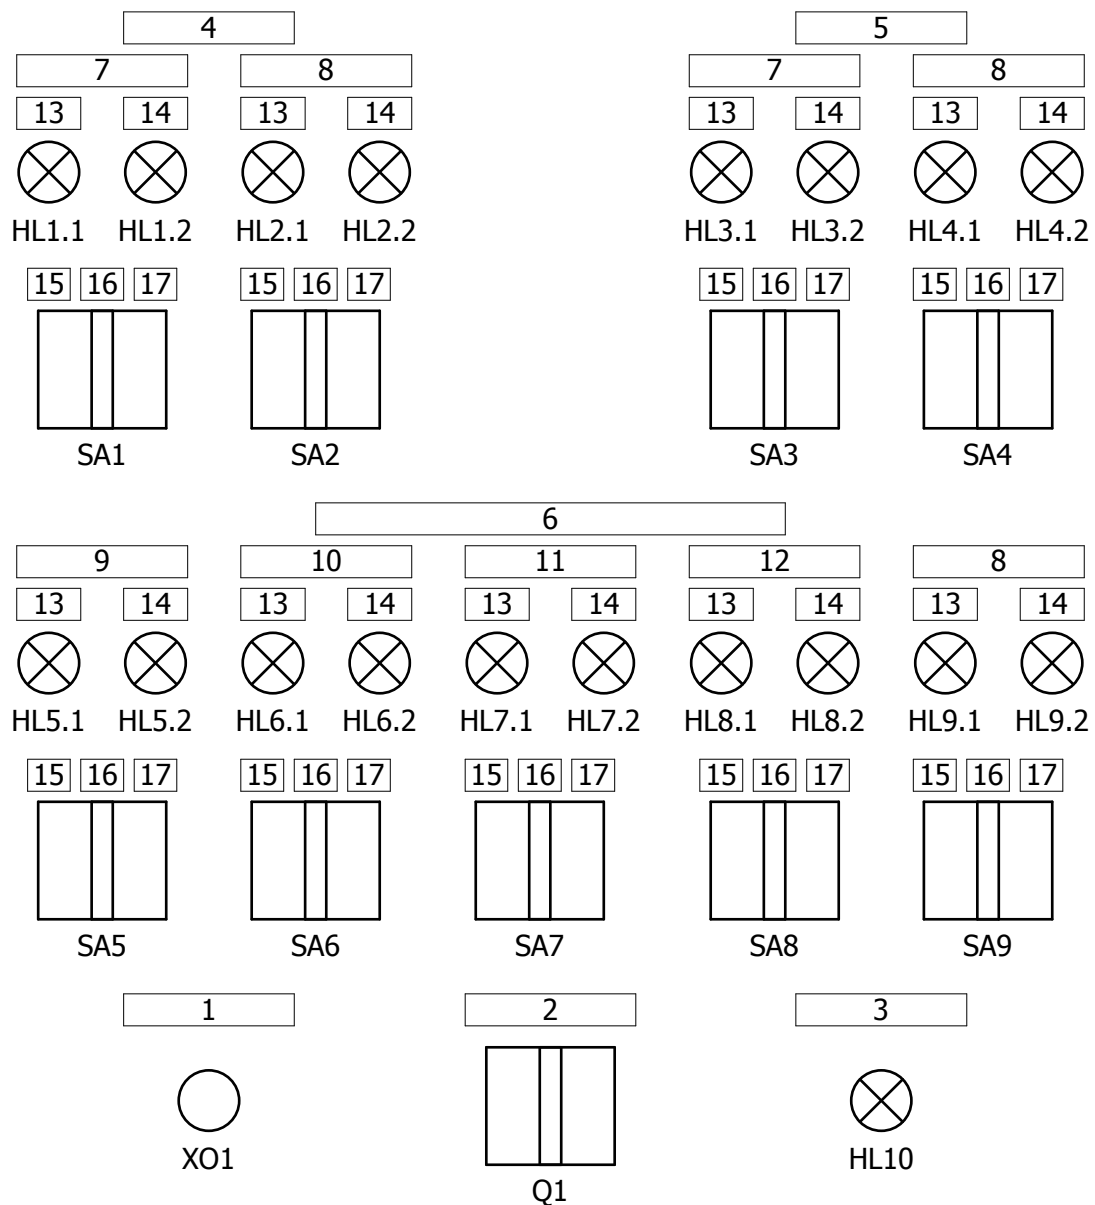 4 5
7 8 7 8
13 14 13 14 13 14 13 14
HL1.1 HL1.2 HL2.1 HL2.2 HL3.1 HL3.2 HL4.1 HL4.2
15 16 17 15 16 17 15 16 17 15 16 17
SA1 SA2 SA3 SA4
6
9 10 11 12 8
13 14 13 14 13 14 13 14 13 14
HL5.1 HL5.2 HL6.1 HL6.2 HL7.1 HL7.2 HL8.1 HL8.2 HL9.1 HL9.2
15 16 17 15 16 17 15 16 17 15 16 17 15 16 17
SA5 SA6 SA7 SA8 SA9
1 2 3
XO1 HL10
Q1